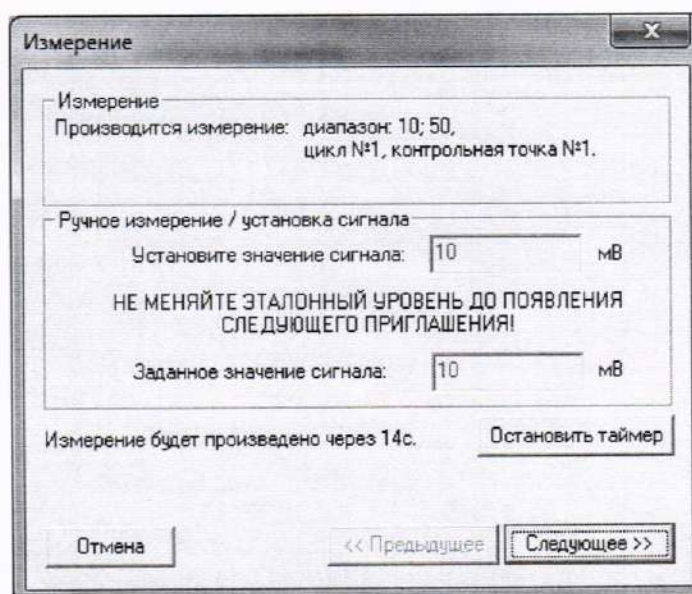 Измерение
Измерение
Производится измерение: диапазон: 10; 50,
цикл №1, контрольная точка №1.
Ручное измерение / установка сигнала
Установите значение сигнала: 10 мВ
НЕ МЕНЯЙТЕ ЭТАЛОННЫЙ УРОВЕНЬ ДО ПОЯВЛЕНИЯ
СЛЕДУЮЩЕГО ПРИГЛАШЕНИЯ!
Заданное значение сигнала: 10 мВ
Измерение будет произведено через 14с. Остановить таймер
Отмена << Предыдущее Следующее >>